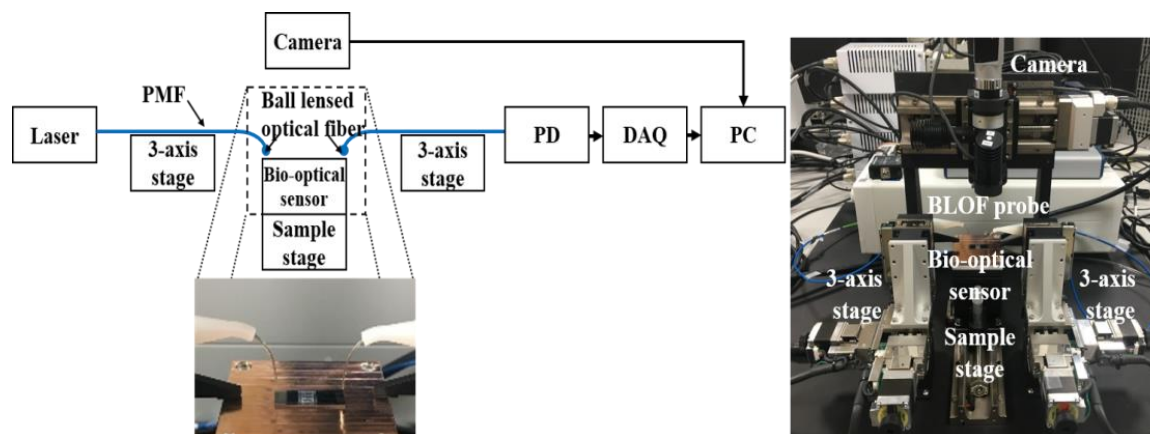 Camera
Laser
PMF
3-axis
stage
Ball lensed
optical fiber
Bio-optical
sensor
Sample
stage
3-axis
stage
PD
DAQ
PC
Camera
BLOF probe
Bio-optical
sensor
3-axis
stage
3-axis
stage
Sample
stage